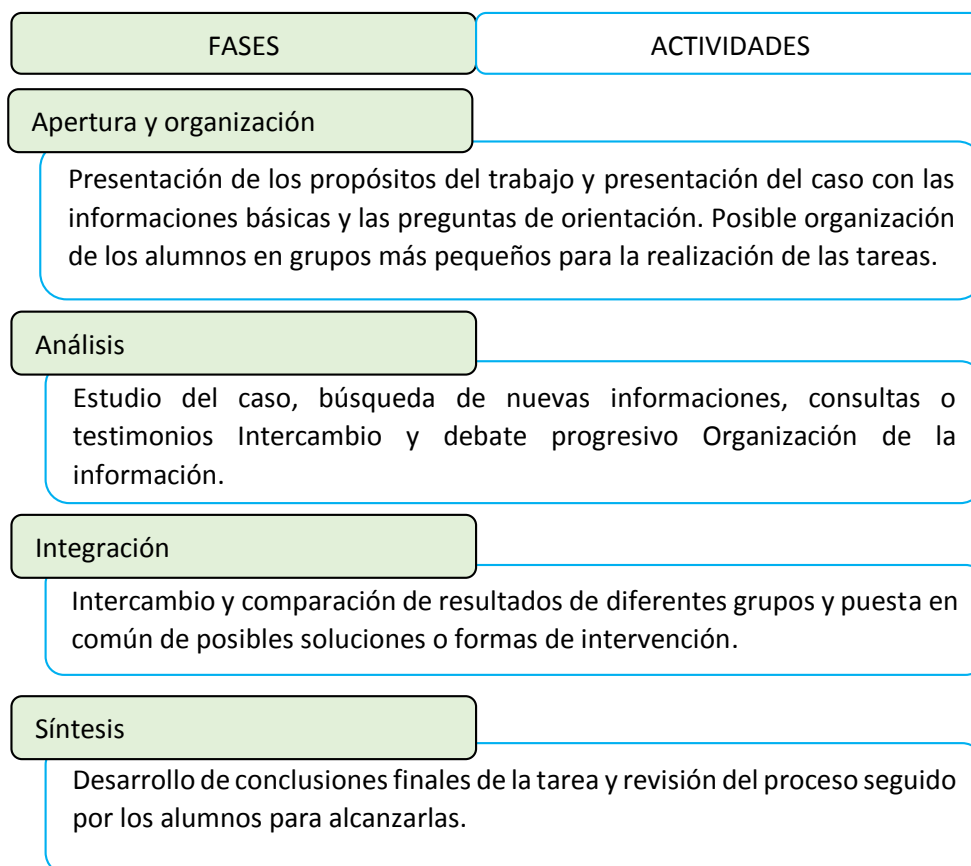 FASES
ACTIVIDADES
Apertura y organización
Presentación de los propósitos del trabajo y presentación del caso con las
informaciones básicas y las preguntas de orientación. Posible organización
de los alumnos en grupos más pequeños para la realización de las tareas.
Análisis
Estudio del caso, búsqueda de nuevas informaciones, consultas o
testimonios Intercambio y debate progresivo Organización de la
información.
Integración
Intercambio y comparación de resultados de diferentes grupos y puesta en
común de posibles soluciones o formas de intervención.
Síntesis
Desarrollo de conclusiones finales de la tarea y revisión del proceso seguido
por los alumnos para alcanzarlas.